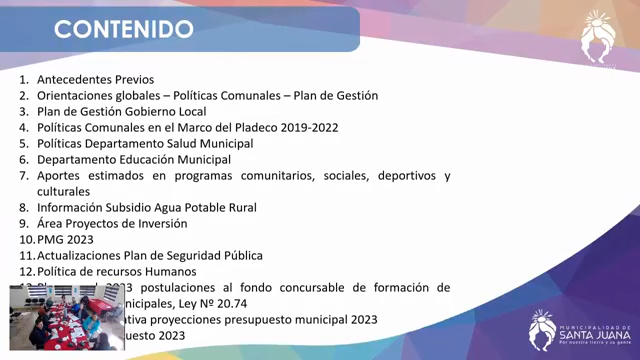 CONTENIDO
1. Antecedentes Previos
2. Orientaciones globales – Políticas Comunales – Plan de Gestión
3. Plan de Gestión Gobierno Local
4. Políticas Comunales en el Marco del Pladeco 2019-2022
5. Políticas Departamento Salud Municipal
6. Departamento Educación Municipal
7. Aportes estimados en programas comunitarios, sociales, deportivos y
culturales
8. Información Subsidio Agua Potable Rural
9. Área Proyectos de Inversión
10. PMG 2023
11. Actualizaciones Plan de Seguridad Pública
12. Política de recursos Humanos
2023 postulaciones al fondo concursable de formación de
Ley Nº 20.74
proyecciones presupuesto municipal 2023
2023
MUNICIPALIDAD DE
SANTA JUANA
Por nuestra tierra y su gente